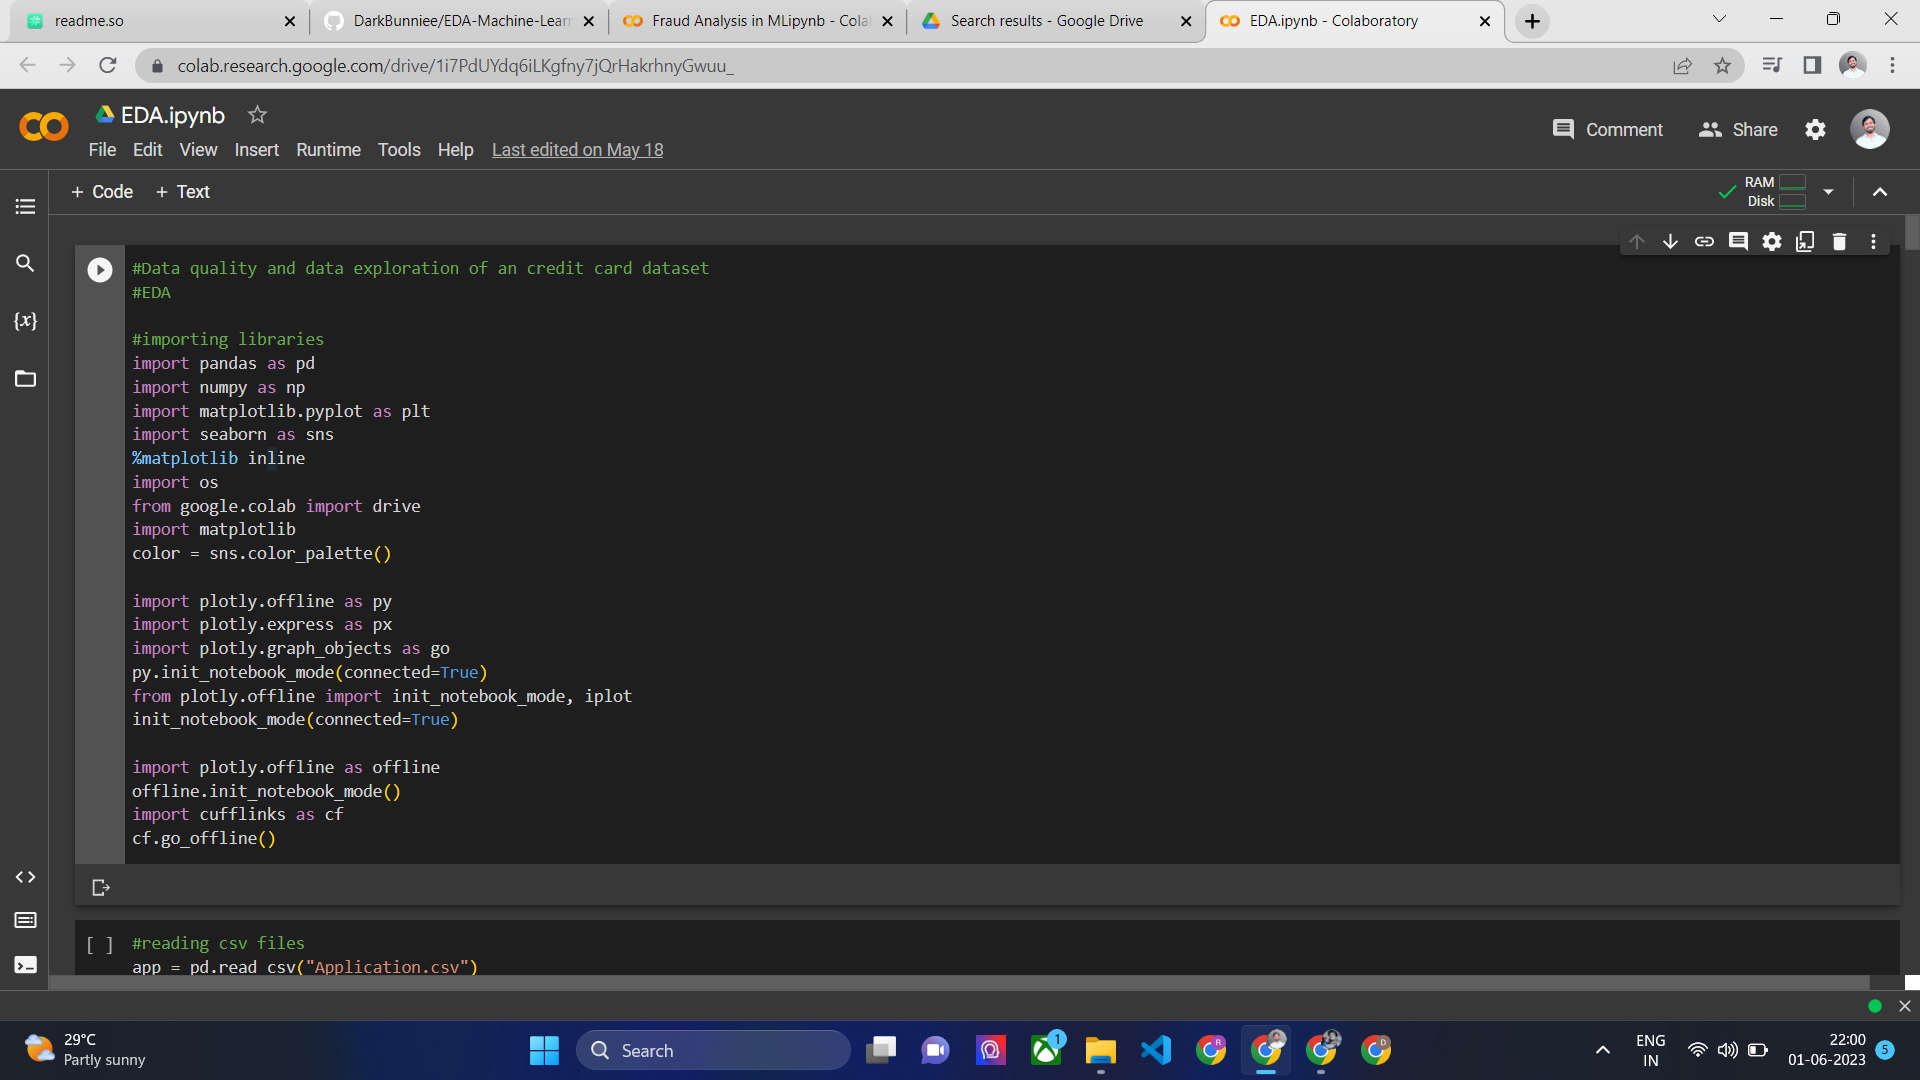 readme.so
DarkBunniee/EDA-Machine-Learn
Fraud Analysis in MLipynb - Cola
Search results - Google Drive
EDA.ipynb - Colaboratory
colab.research.google.com/drive/1i7PdUYdq6iLKgfny7jQrHakrhnyGwuu_
EDA.ipynb
Comment
Share
File Edit View Insert Runtime Tools Help Last edited on May 18
+ Code + Text
RAM
Disk
#Data quality and data exploration of an credit card dataset
#EDA
#importing libraries
import pandas as pd
import numpy as np
import matplotlib.pyplot as plt
import seaborn as sns
%matplotlib inline
import os
from google.colab import drive
import matplotlib
color = sns.color_palette()
import plotly.offline as py
import plotly.express as px
import plotly.graph_objects as go
py.init_notebook_mode(connected=True)
from plotly.offline import init_notebook_mode, iplot
init_notebook_mode(connected=True)
import plotly.offline as offline
offline.init_notebook_mode()
import cufflinks as cf
cf.go_offline()
{x}
[ ] #reading csv files
app = pd.read_csv("Application.csv")
29°C
Partly sunny
Search
1
R
D
ENG
IN
22:00
01-06-2023
5